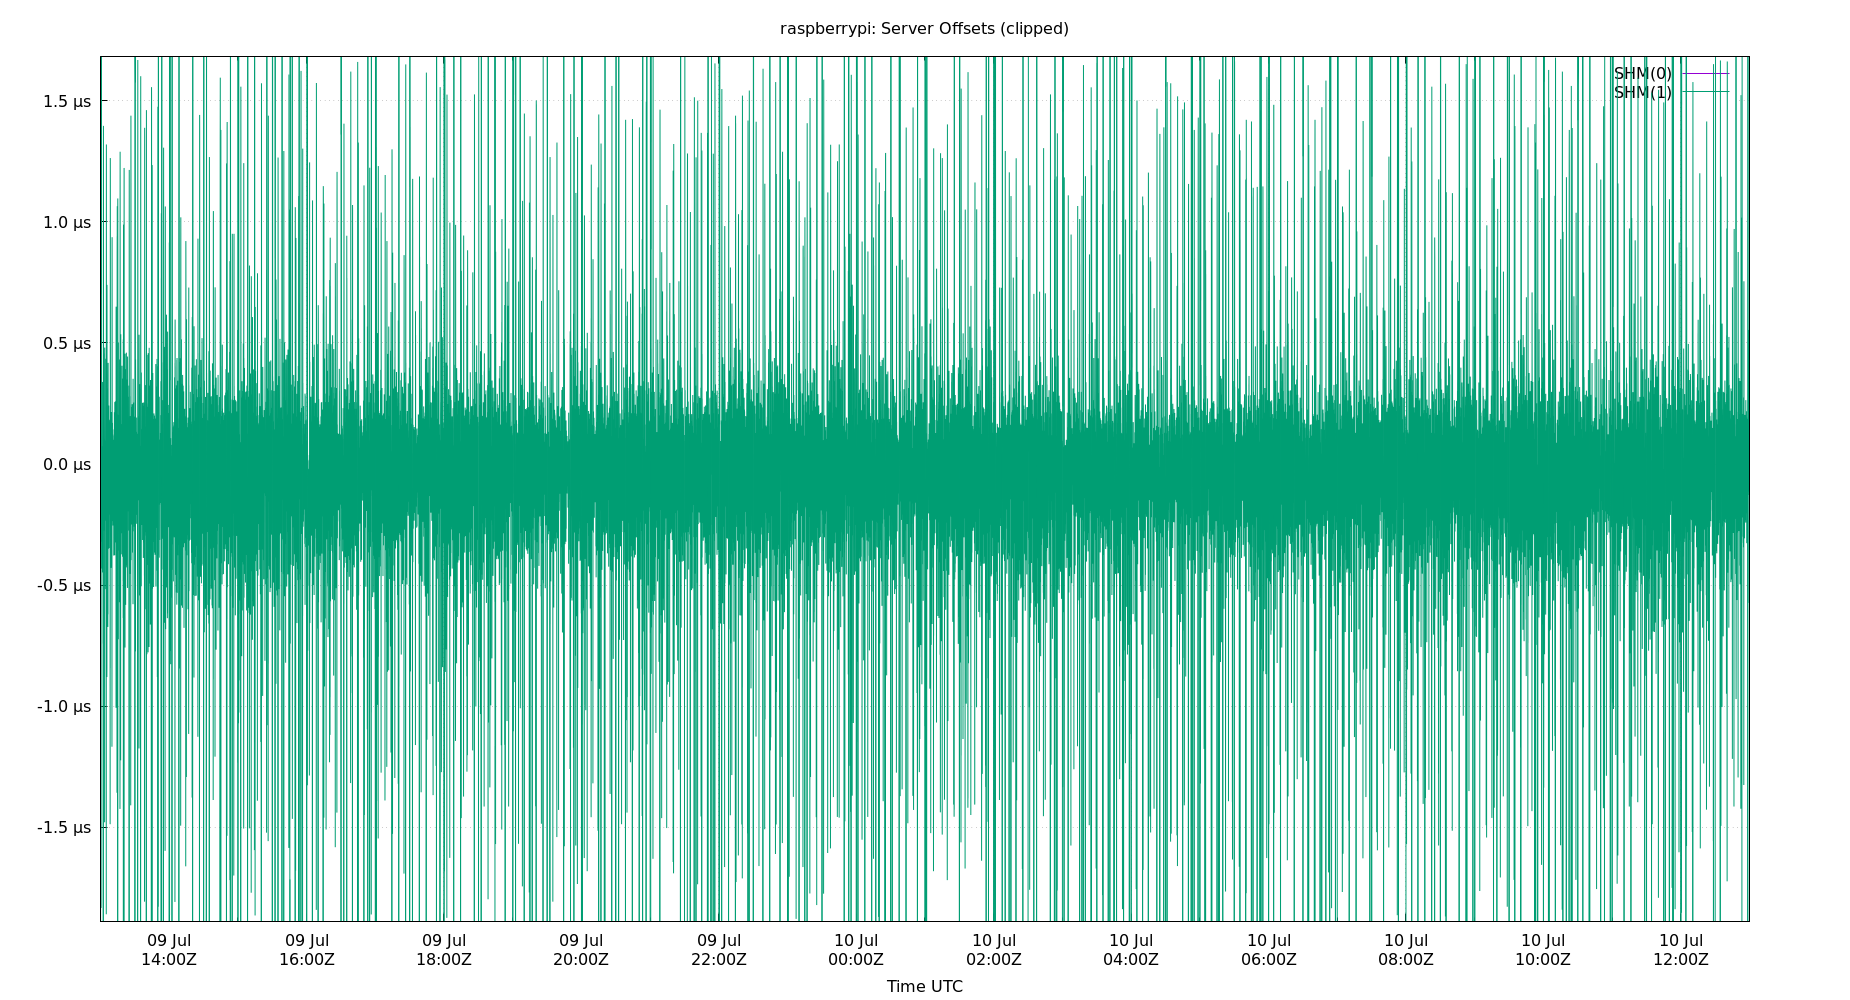 raspberrypi: Server Offsets (clipped)
SHM(0)
SHM(1)
1.5 µs
1.0 µs
0.5 µs
0.0 µs
-0.5 µs
-1.0 µs
-1.5 µs
09 Jul 09 Jul 09 Jul 09 Jul 09 Jul 10 Jul 10 Jul 10 Jul 10 Jul 10 Jul 10 Jul 10 Jul
14:00Z 16:00Z 18:00Z 20:00Z 22:00Z 00:00Z 02:00Z 04:00Z 06:00Z 08:00Z 10:00Z 12:00Z
Time UTC